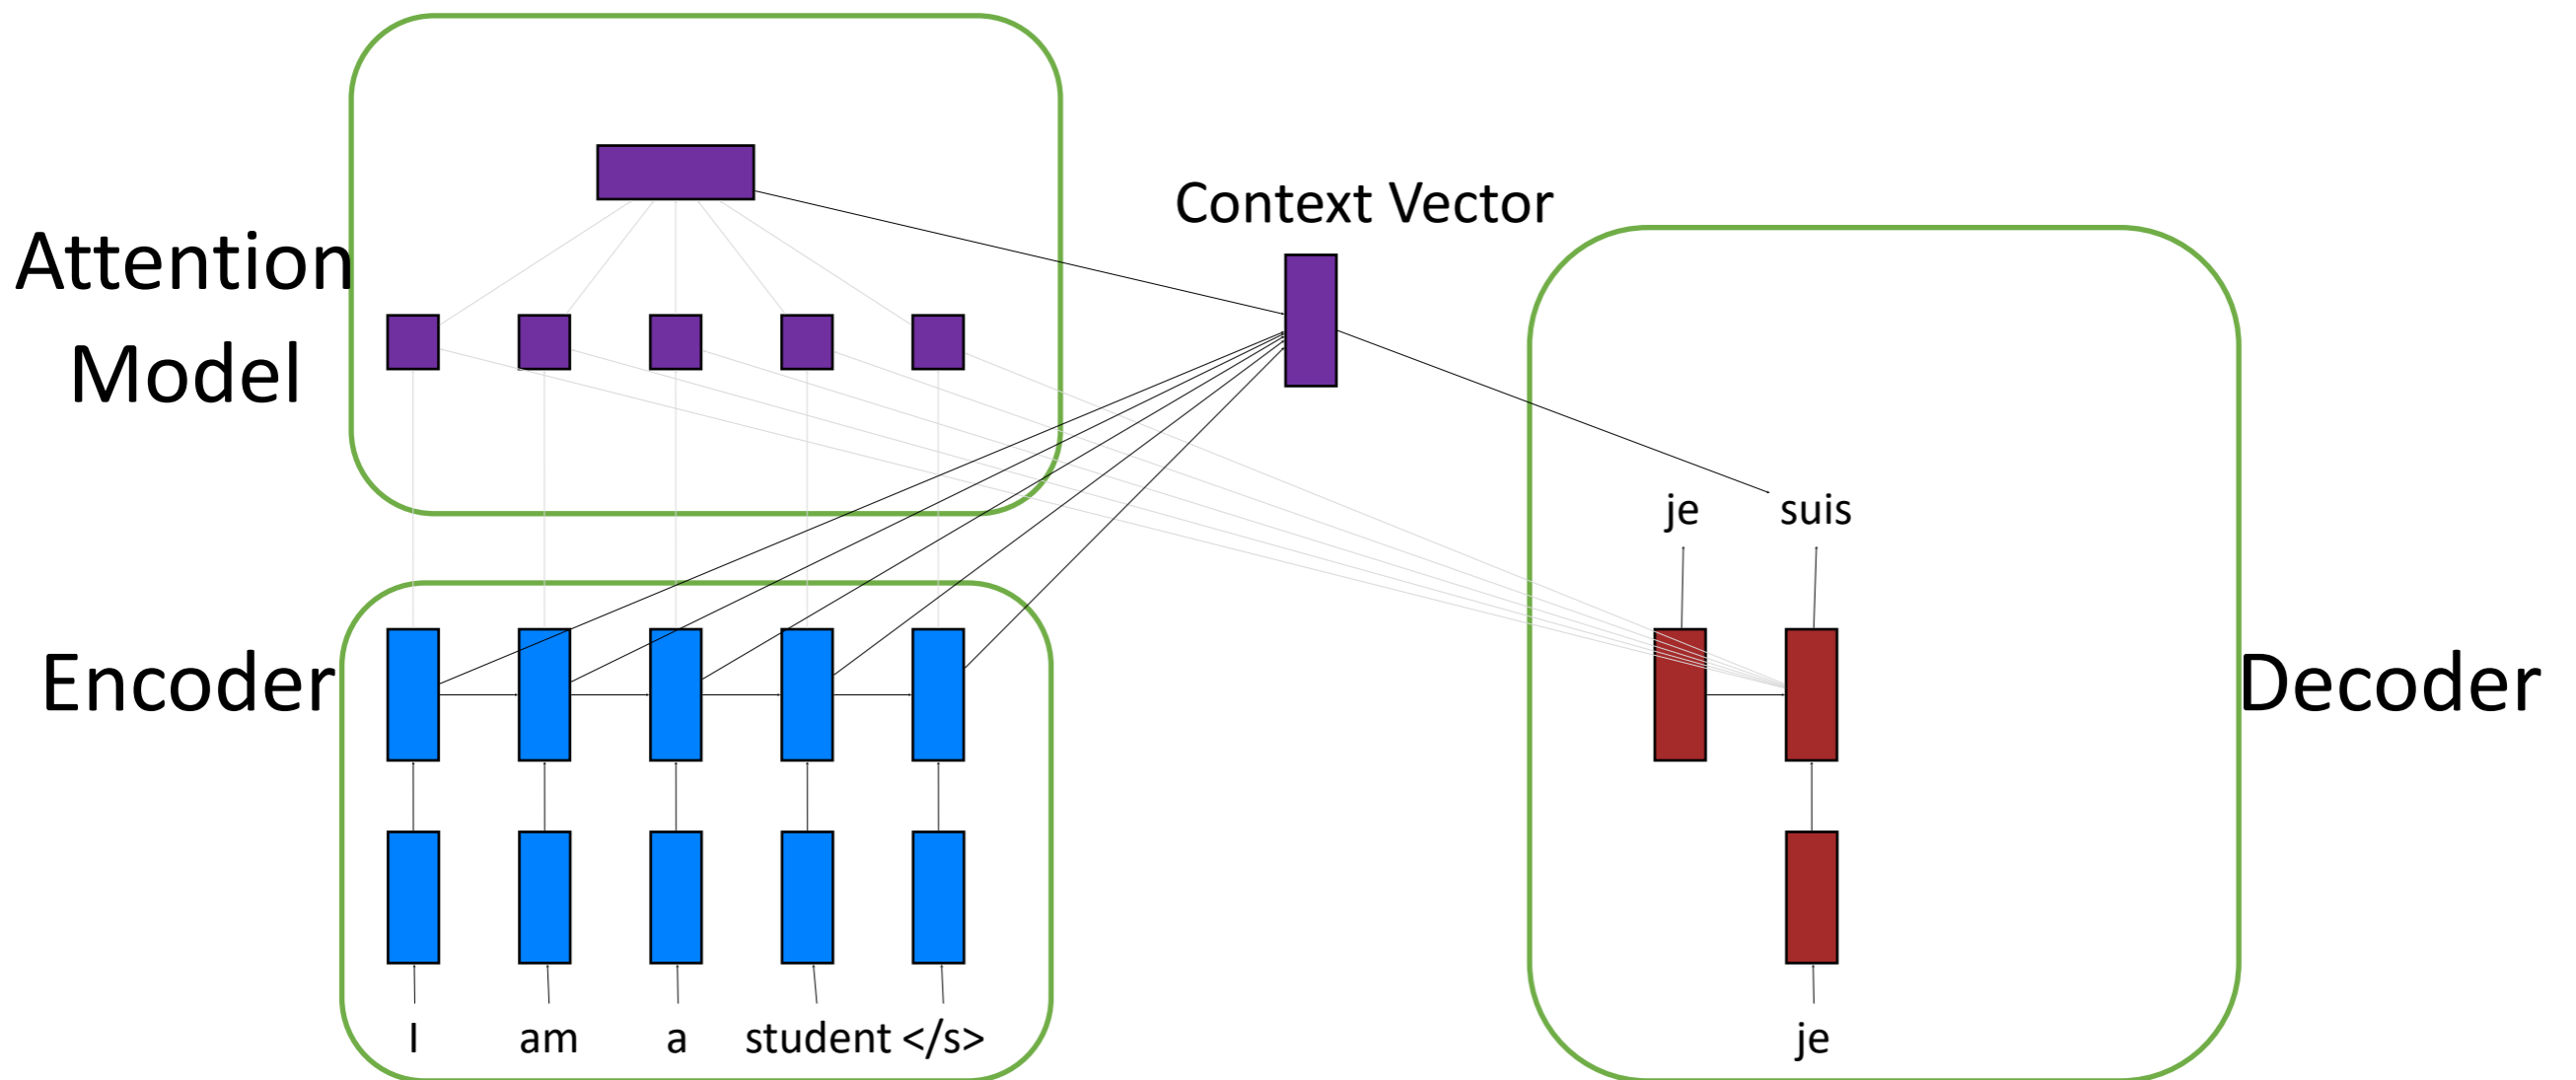 Context Vector
Attention
Model
je suis
Encoder
Decoder
I am a student </s>
je